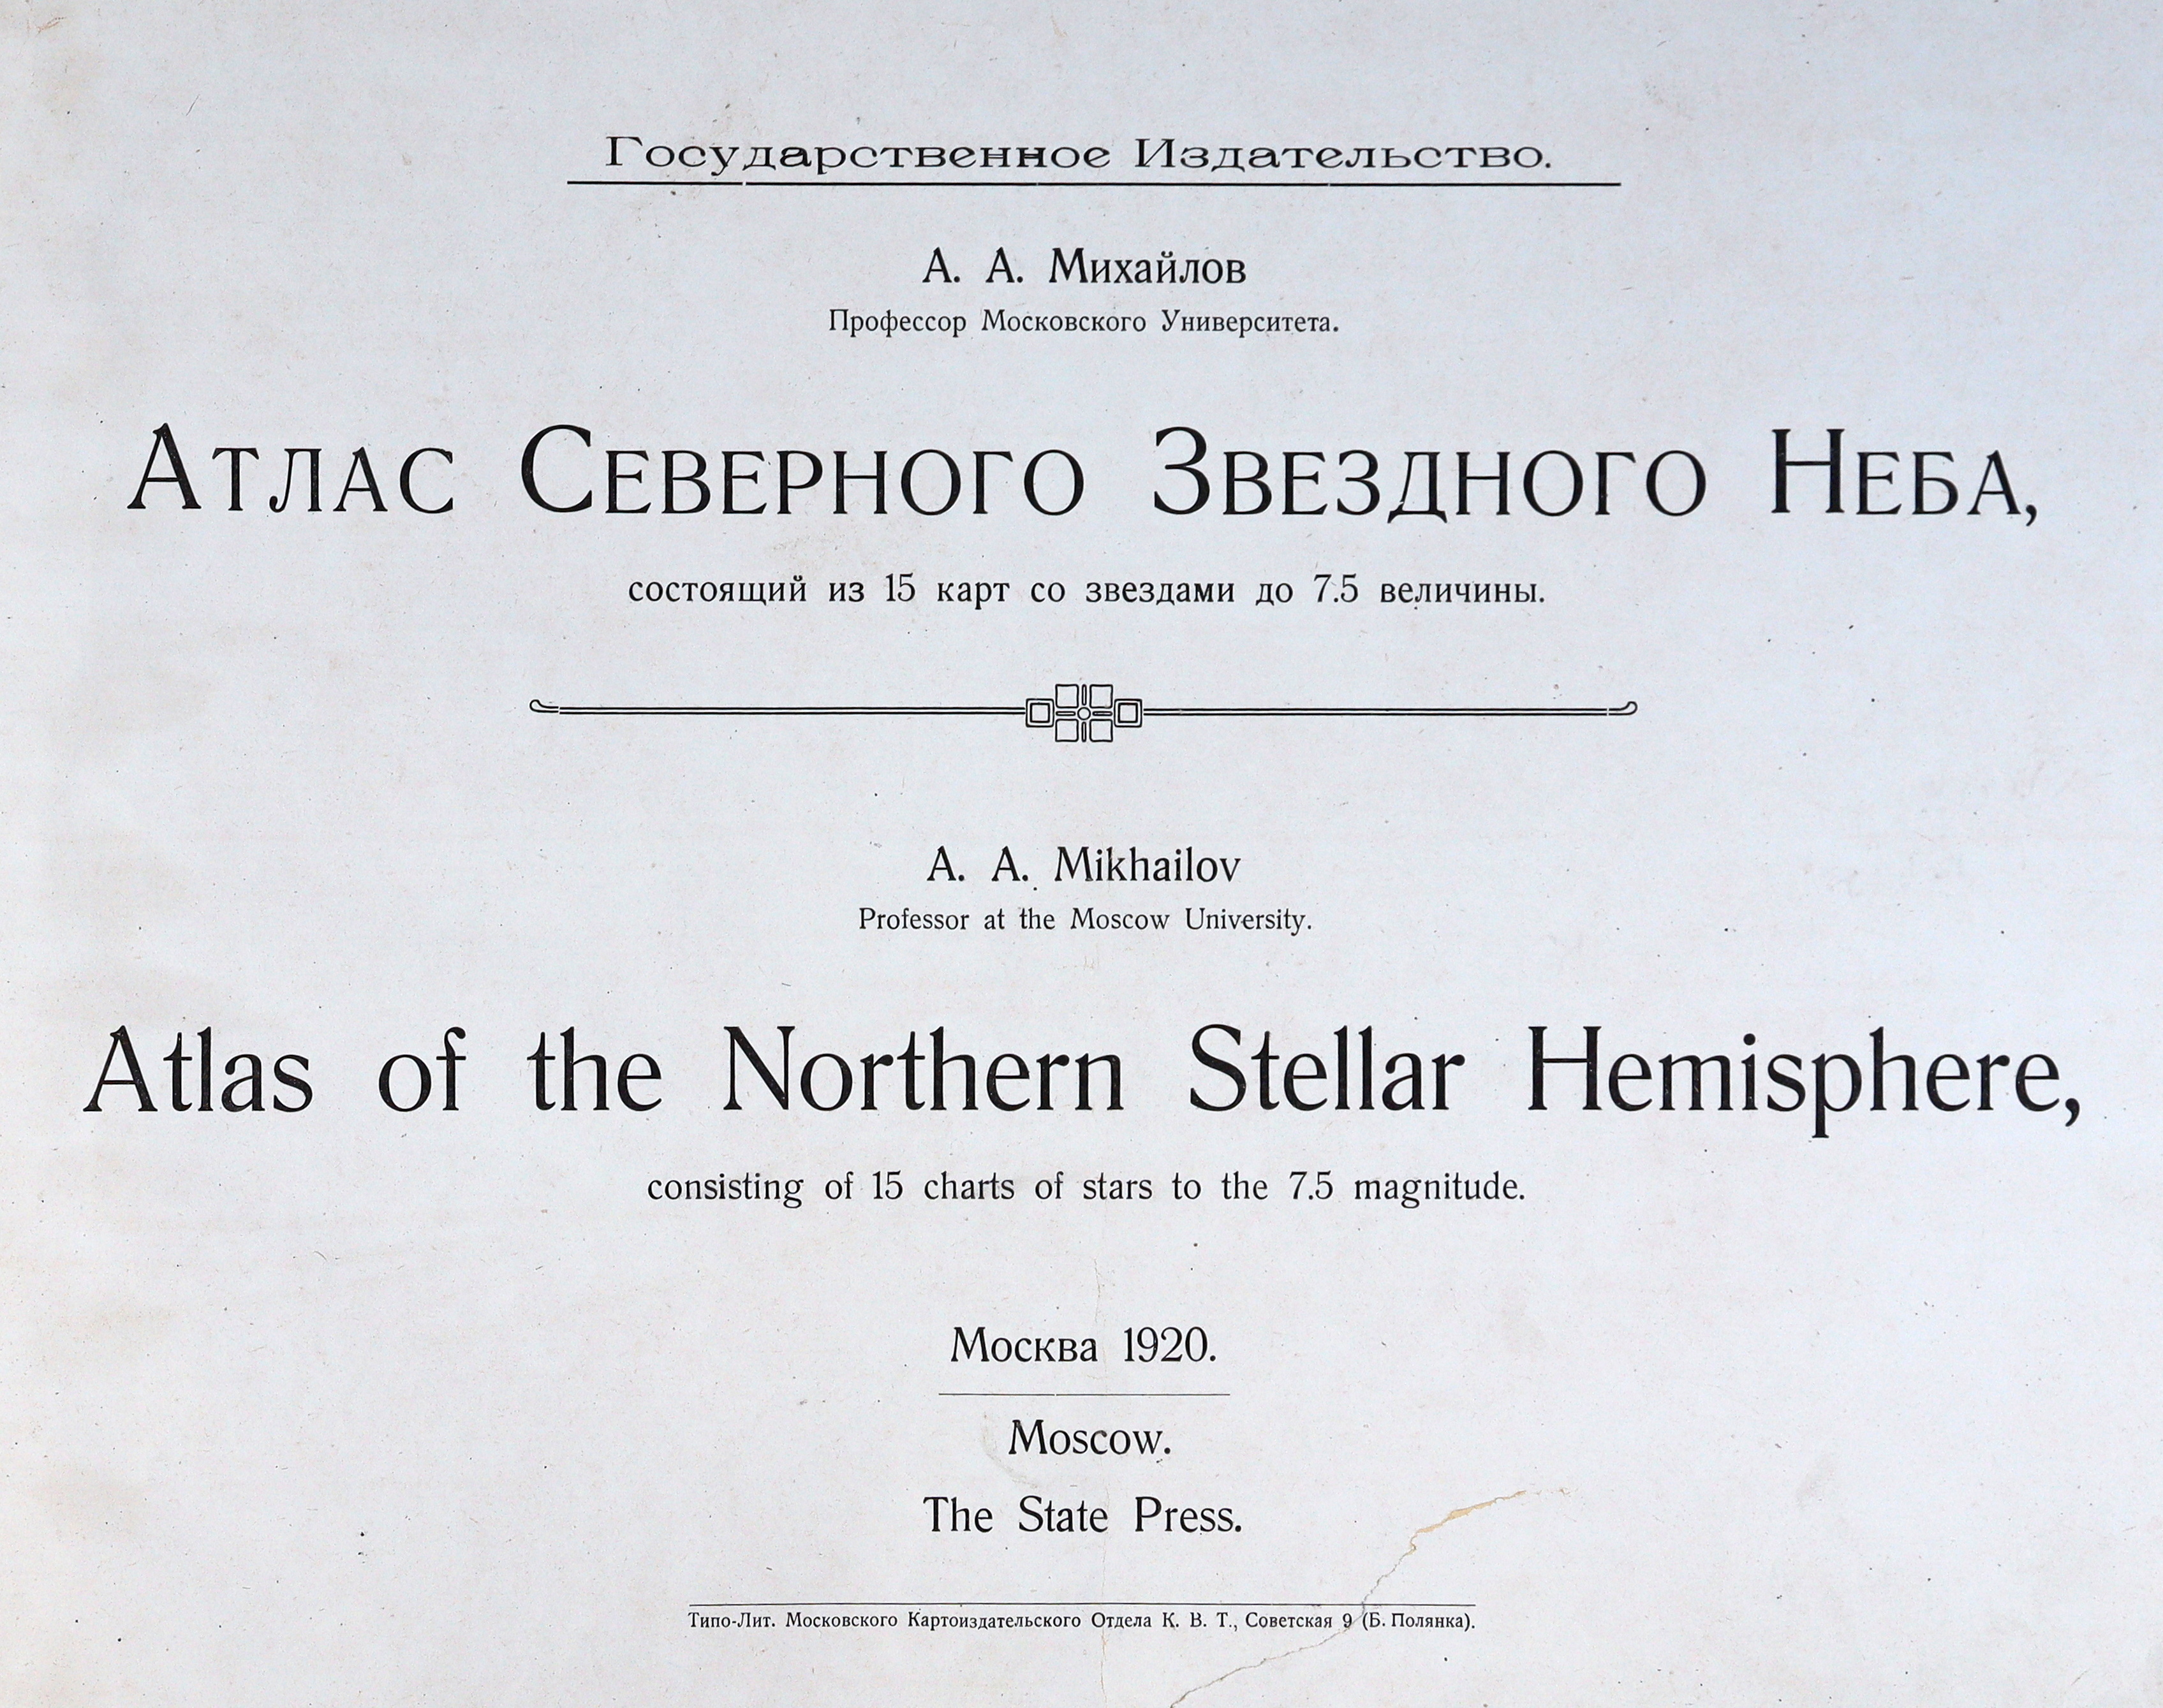 Государственное Издательство.
А. А. Михайлов
Профессор Московского Университета.
Атлас Северного Звездного Неба,
состоящий из 15 карт со звездами до 7.5 величины.
A. A. Mikhailov
Professor at the Moscow University.
Atlas of the Northern Stellar Hemisphere,
consisting of 15 charts of stars to the 7.5 magnitude.
Москва 1920.
Moscow.
The State Press.
Типо-Лит. Московского Картоиздательского Отдела К. В. Т., Советская 9 (Б. Полянка).